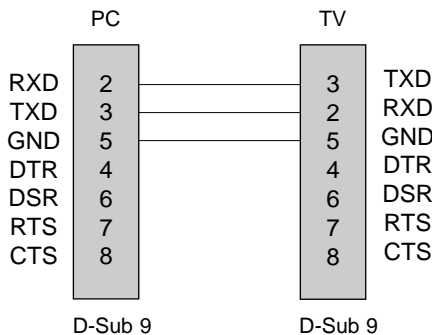 PC TV
RXD 2 3 TXD
TXD 3 2 RXD
GND 5 5 GND
DTR 4 4 DTR
DSR 6 6 DSR
RTS 7 7 RTS
CTS 8 8 CTS
D-Sub 9 D-Sub 9